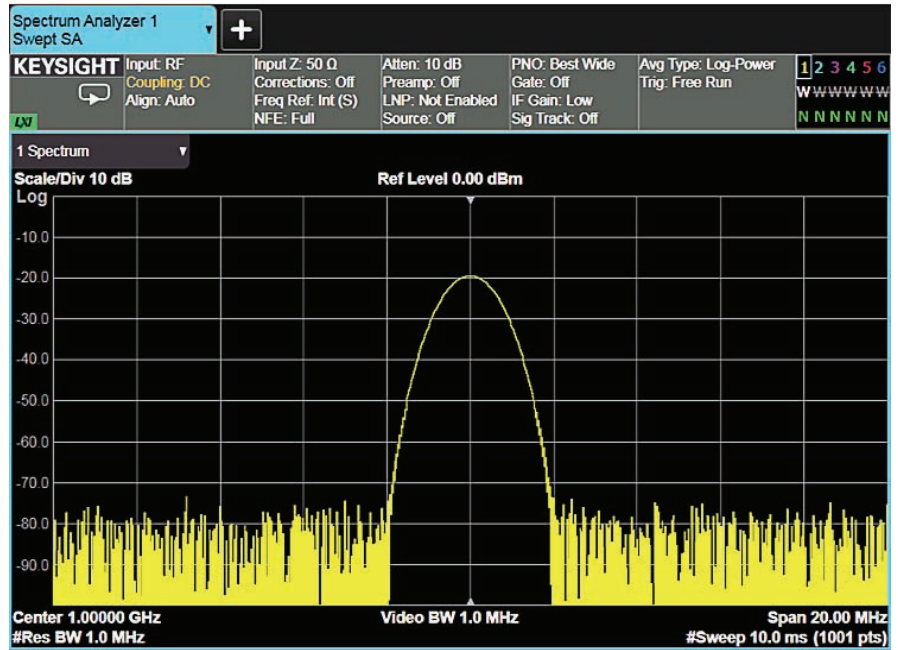 Spectrum Analyzer 1
Swept SA
+
KEYSIGHT
LXI
Input: RF
Coupling: DC
Align: Auto
Input Z: 50 Ω
Corrections: Off
Freq Ref: Int (S)
NFE: Full
Atten: 10 dB
Preamp: Off
LNP: Not Enabled
Source: Off
PNO: Best Wide
Gate: Off
IF Gain: Low
Sig Track: Off
Avg Type: Log-Power
Trig: Free Run
1 2 3 4 5 6
W W W W W W
N N N N N N
1 Spectrum
Scale/Div 10 dB
Ref Level 0.00 dBm
Log
-10.0
-20.0
-30.0
-40.0
-50.0
-60.0
-70.0
-80.0
-90.0
Center 1.00000 GHz
Video BW 1.0 MHz
Span 20.00 MHz
#Res BW 1.0 MHz
#Sweep 10.0 ms (1001 pts)